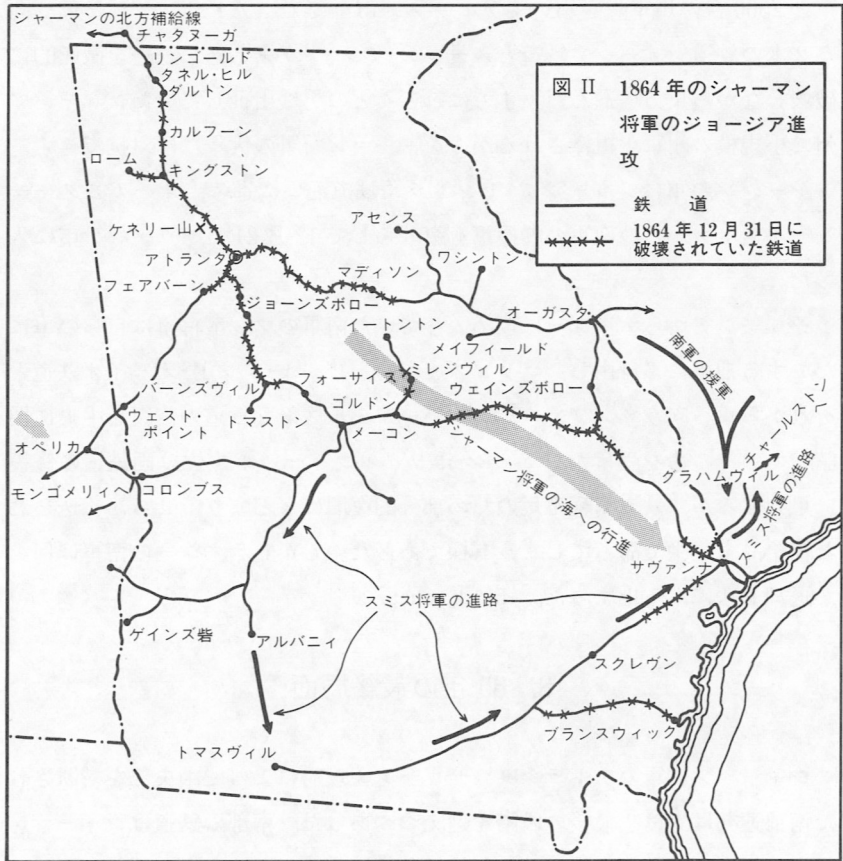 シャーマンの北方補給線
チャタヌーガ
リンゴールド
タネル・ヒル
ダルトン
カルフーン
ローム
キングストン
ケネリー山
アトランタ
フェアバーン
ジョーンズボロー
図 II 1864年のシャーマン
将軍のジョージア進
攻
鉄 道
1864年12月31日に
破壊されていた鉄道
アセンス
ワシントン
マディソン
オーガスタ
イートントン
メイフィールド
南軍の援軍
バーンズヴィル
フォーサイス
ミレジヴィル
ウェインズボロー
ゴルドン
ウェスト・
ポイント
トマストン
メーコン
シャーマン将軍の海への行進
チャールストンへ
オペリカ
グラハムヴィル
モンゴメリィへ
コロンブス
スミス将軍の進路
サヴァンナ
スミス将軍の進路
ゲインズ砦
アルバニィ
スクレヴン
トマスヴィル
ブランスウィック